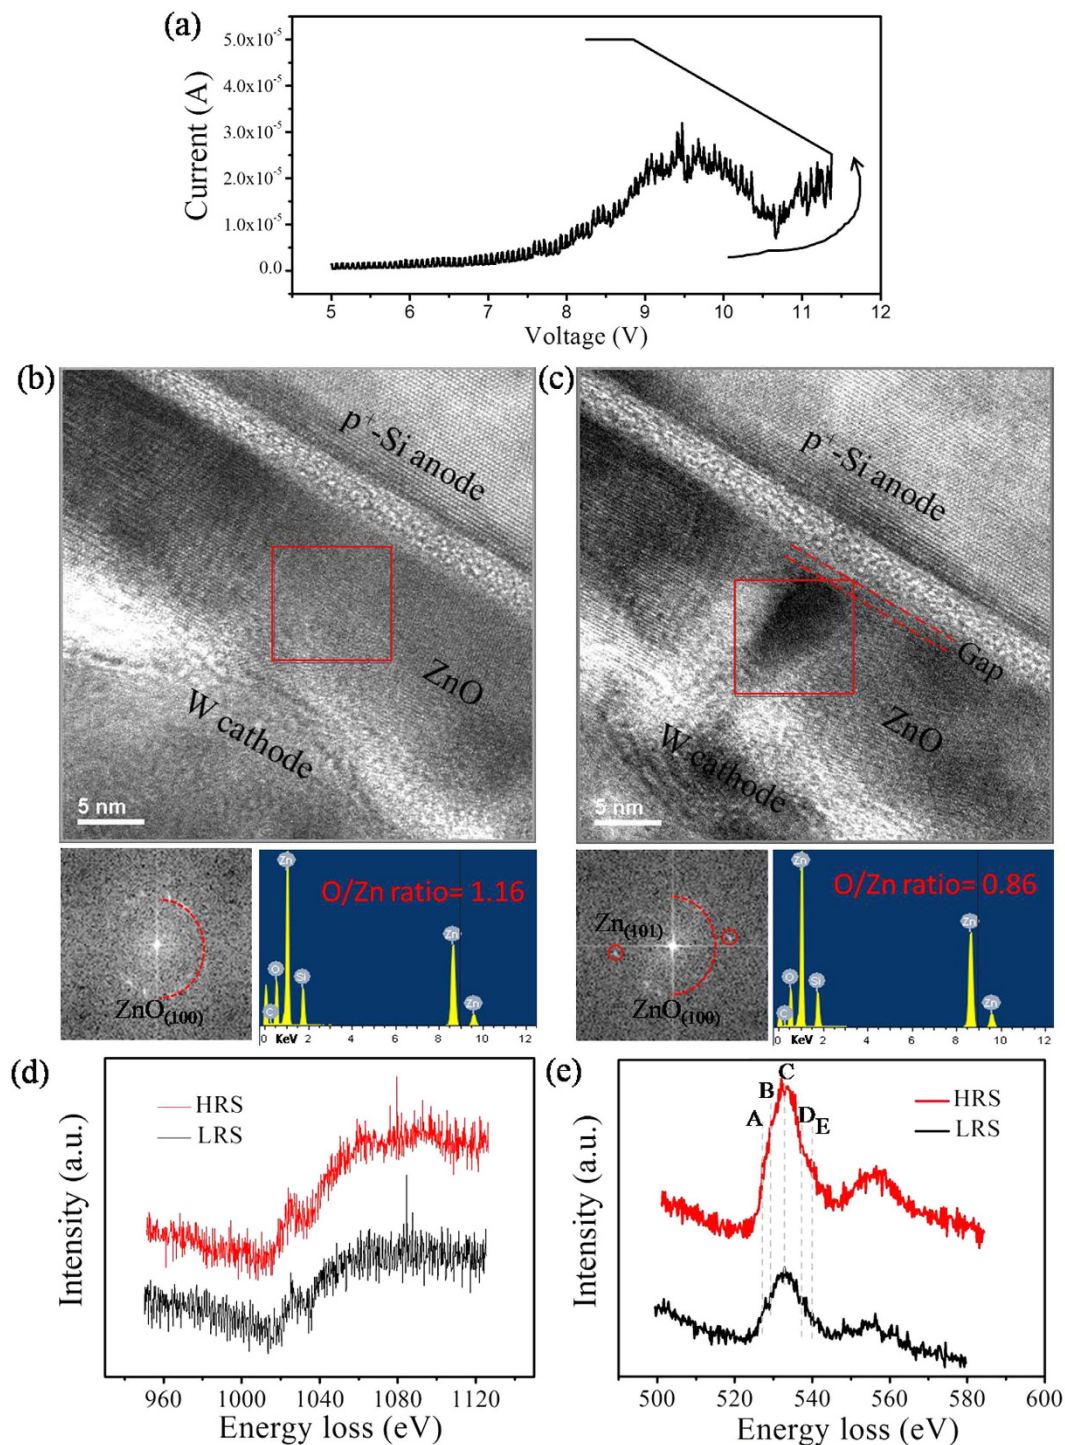 (a)
Current (A)
5.0x10⁻⁵
4.0x10⁻⁵
3.0x10⁻⁵
2.0x10⁻⁵
1.0x10⁻⁵
0.0
5 6 7 8 9 10 11 12
Voltage (V)
(b)
p⁺-Si anode
ZnO
W cathode
5 nm
(c)
p⁺-Si anode
Gap
ZnO
W cathode
5 nm
ZnO(100)
O/Zn ratio= 1.16
Zn
O
C
Si
Zn
Zn
0 KeV 2 4 6 8 10 12
Zn(101)
ZnO(100)
O/Zn ratio= 0.86
Zn
O
C
Si
Zn
Zn
0 KeV 2 4 6 8 10 12
(d)
HRS
LRS
Intensity (a.u.)
960 1000 1040 1080 1120
Energy loss (eV)
(e)
A B C D E
HRS
LRS
Intensity (a.u.)
500 520 540 560 580 600
Energy loss (eV)